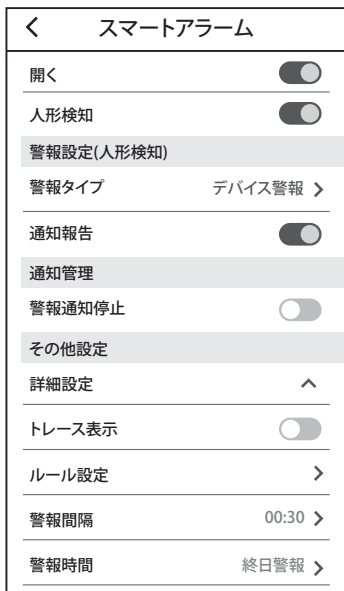 スマートアラーム
開く
人形検知
警報設定(人形検知)
警報タイプ デバイス警報
通知報告
通知管理
警報通知停止
その他設定
詳細設定
トレース表示
ルール設定
警報間隔 00:30
警報時間 終日警報